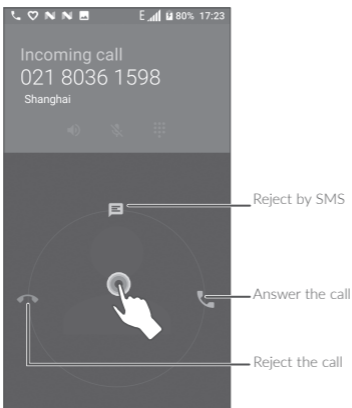 E 80% 17:23
Incoming call
021 8036 1598
Shanghai
Reject by SMS
Answer the call
Reject the call